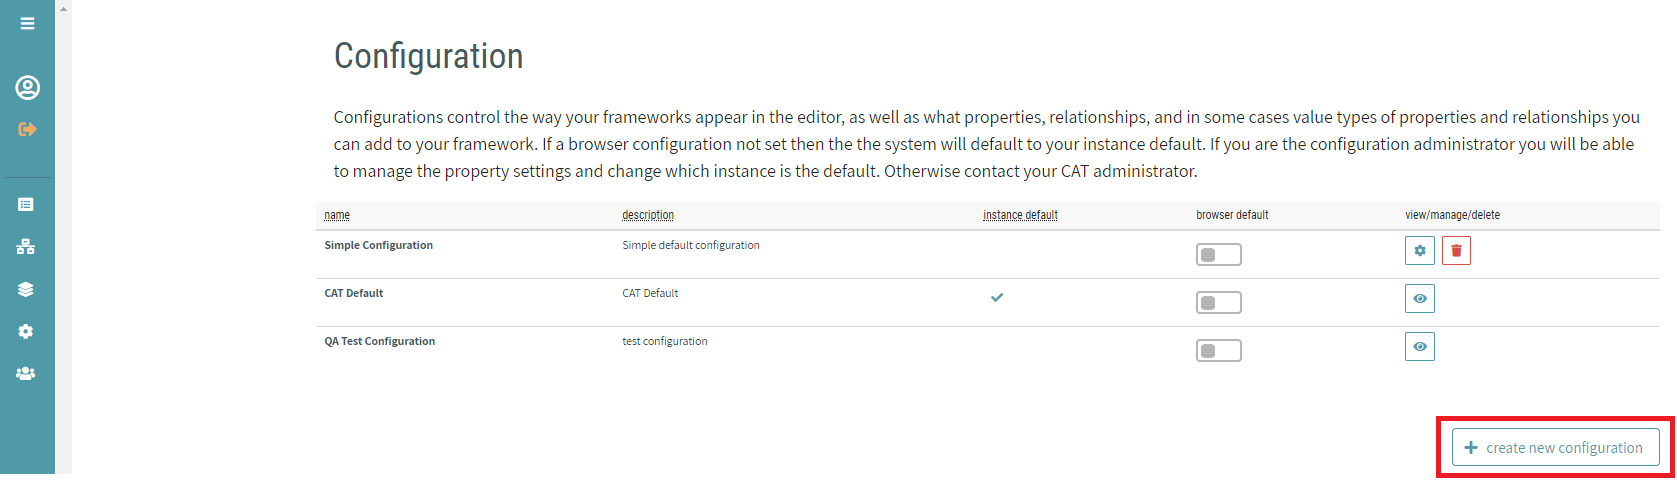 Configuration
Configurations control the way your frameworks appear in the editor, as well as what properties, relationships, and in some cases value types of properties and relationships you
can add to your framework. If a browser configuration not set then the the system will default to your instance default. If you are the configuration administrator you will be able
to manage the property settings and change which instance is the default. Otherwise contact your CAT administrator.
name description instance default browser default view/manage/delete
Simple Configuration Simple default configuration
CAT Default CAT Default
QA Test Configuration test configuration
create new configuration